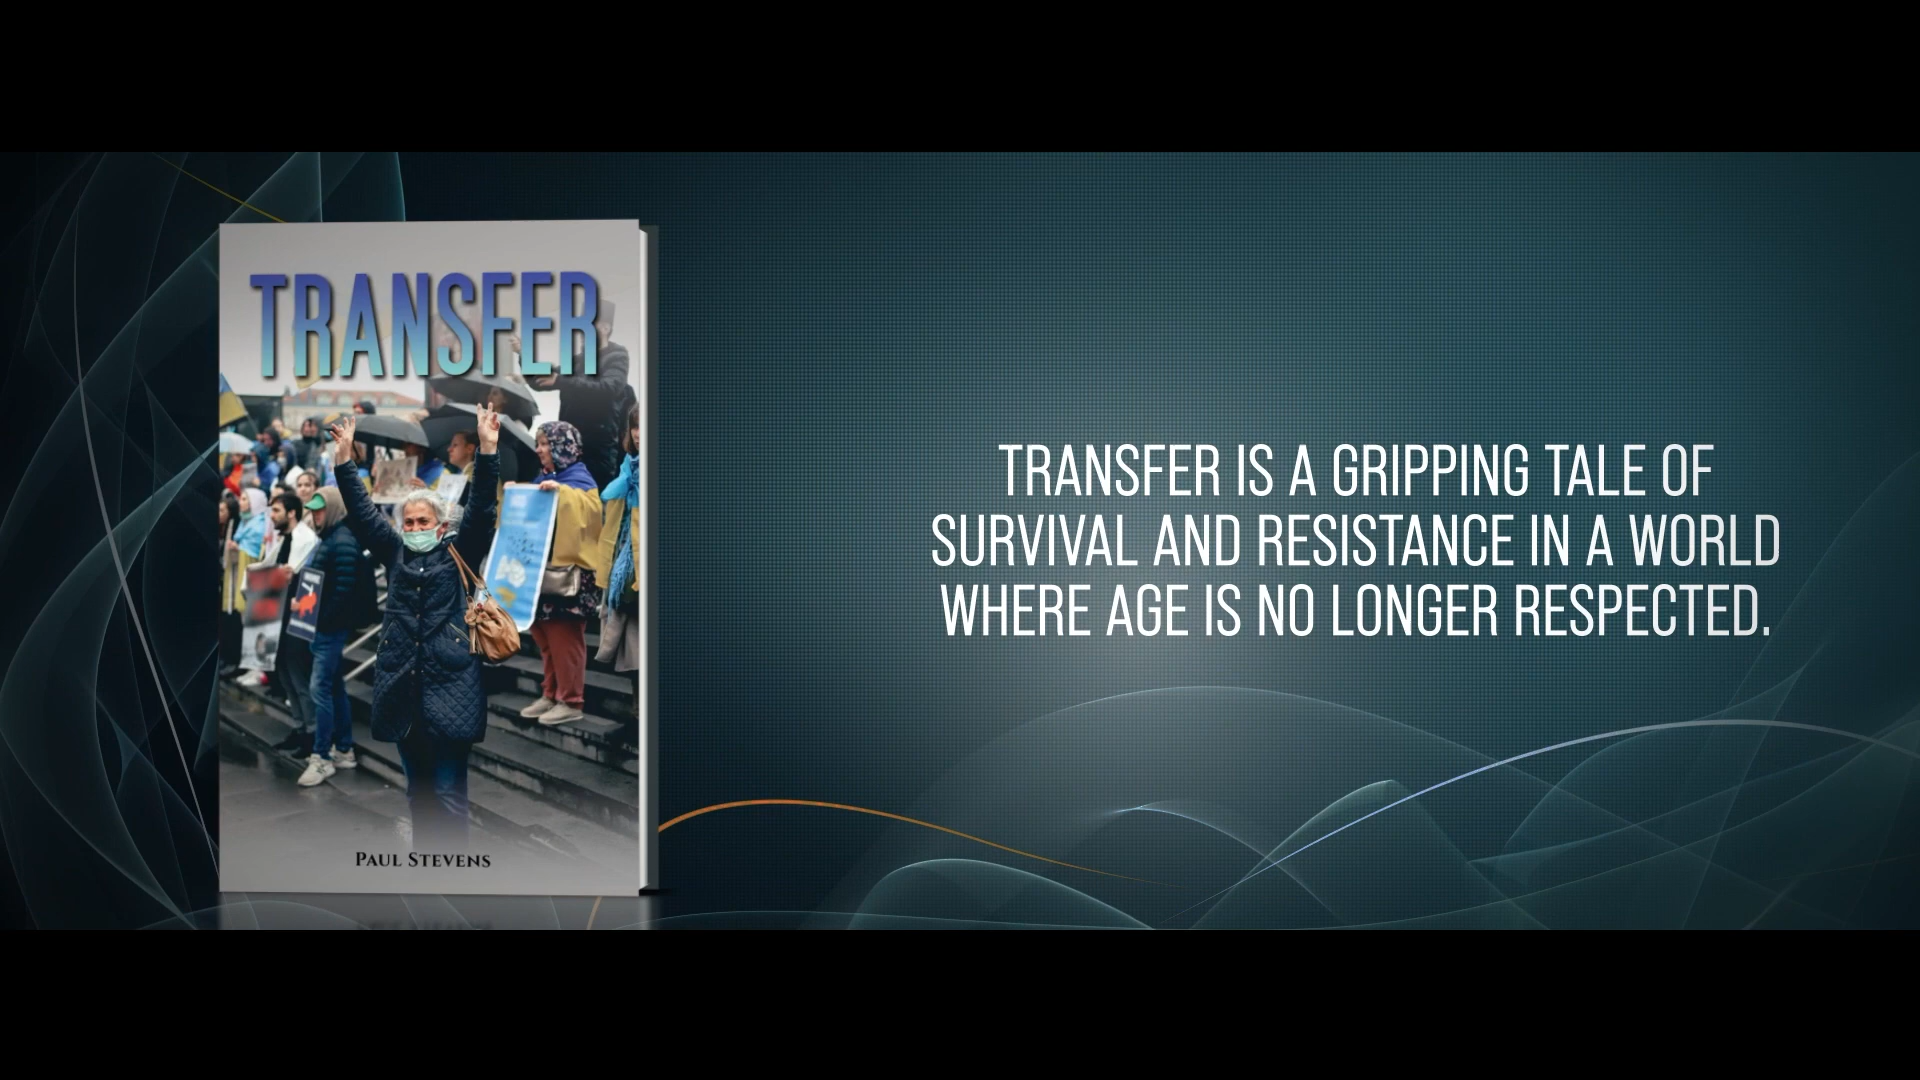 TRANSFER
PAUL STEVENS
TRANSFER IS A GRIPPING TALE OF
SURVIVAL AND RESISTANCE IN A WORLD
WHERE AGE IS NO LONGER RESPECTED.